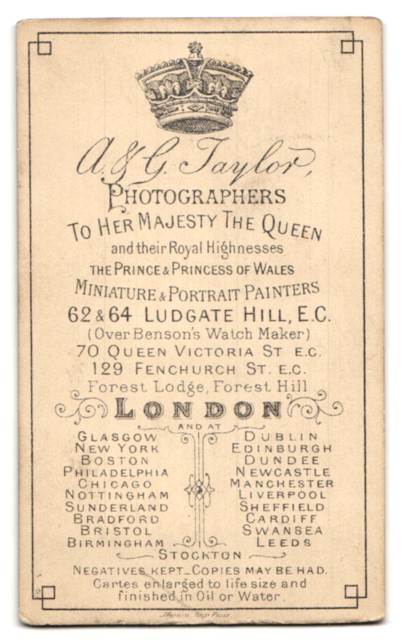 A. & G. Taylor,
PHOTOGRAPHERS
TO HER MAJESTY THE QUEEN
and their Royal Highnesses
THE PRINCE & PRINCESS OF WALES
MINIATURE & PORTRAIT PAINTERS
62 & 64 LUDGATE HILL, E.C.
(Over Benson's Watch Maker)
70 QUEEN VICTORIA ST E.C.
129 FENCHURCH ST. E.C.
Forest Lodge, Forest Hill
LONDON
AND AT
GLASGOW
NEW YORK
BOSTON
PHILADELPHIA
CHICAGO
NOTTINGHAM
SUNDERLAND
BRADFORD
BRISTOL
BIRMINGHAM
DUBLIN
EDINBURGH
DUNDEE
NEWCASTLE
MANCHESTER
LIVERPOOL
SHEFFIELD
CARDIFF
SWANSEA
LEEDS
STOCKTON
NEGATIVES KEPT_COPIES MAY BE HAD.
Cartes enlarged to life size and
finished in Oil or Water.